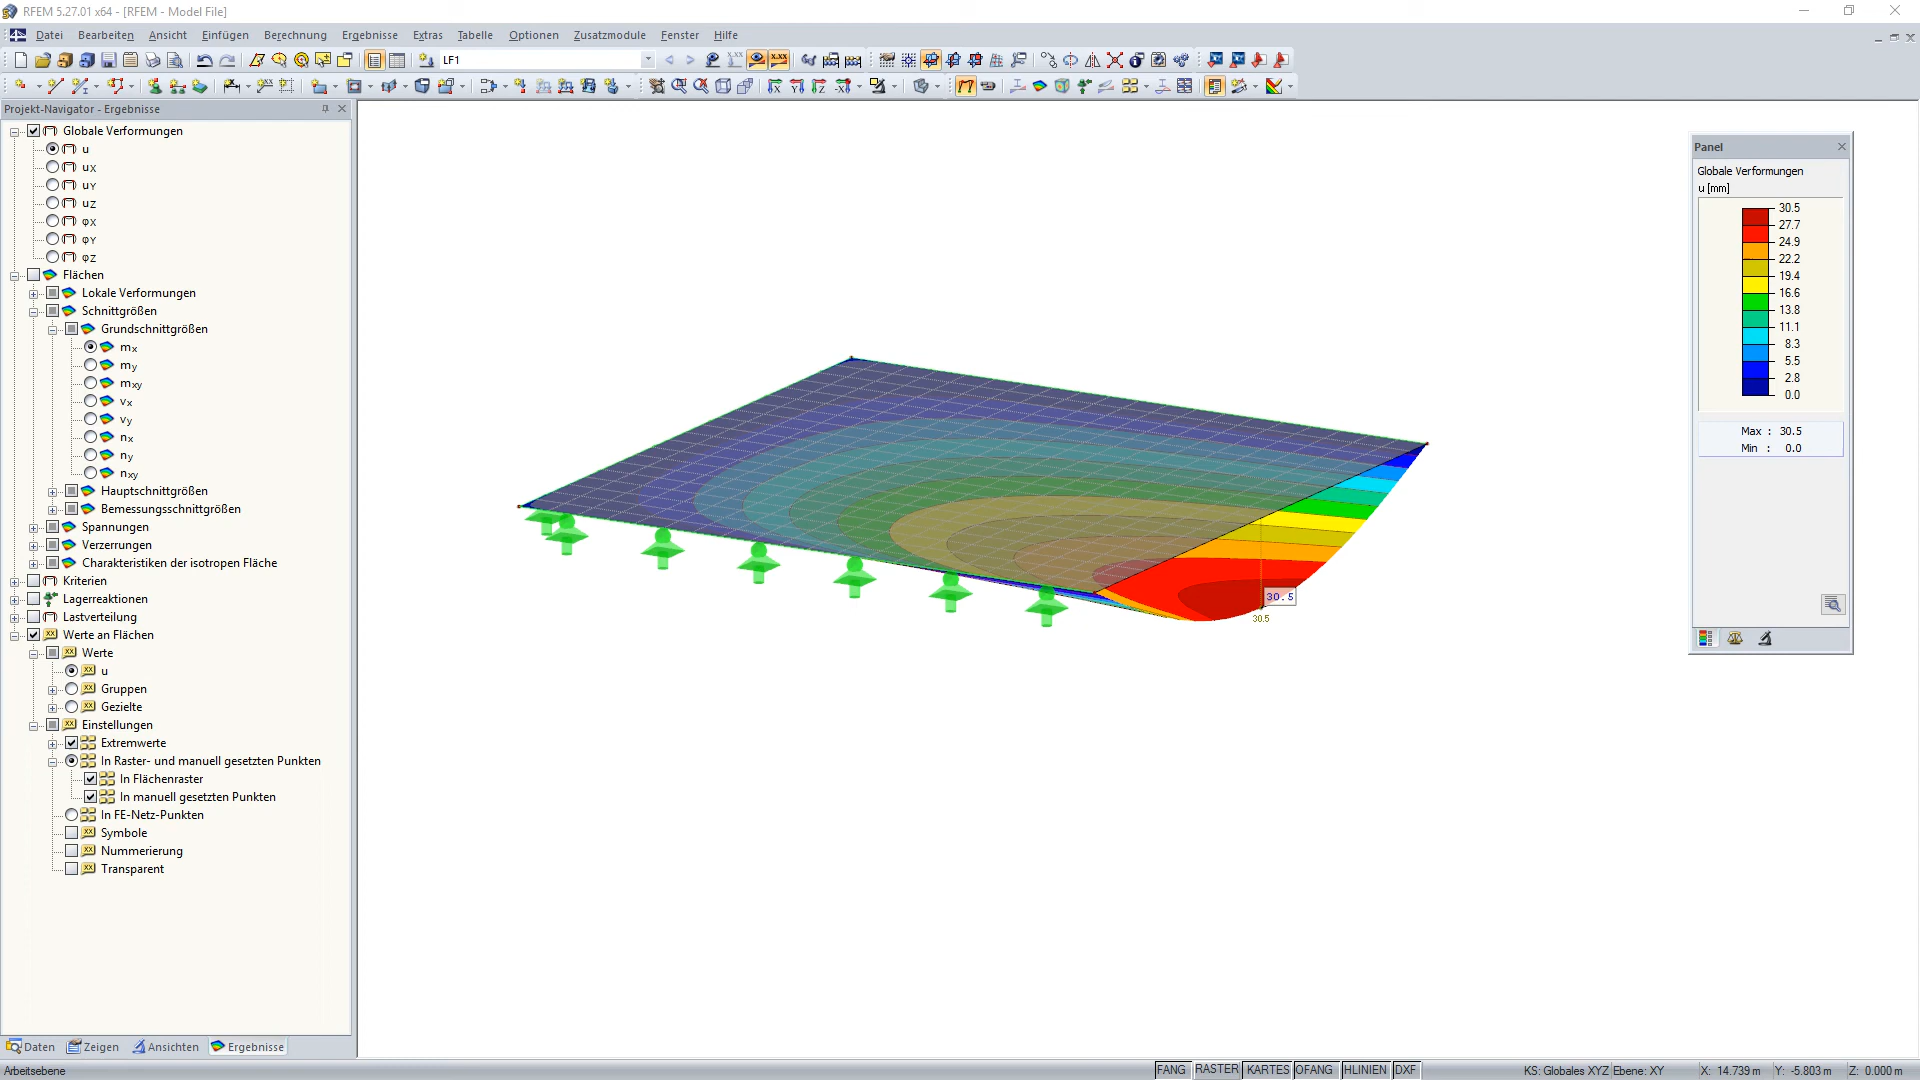 RFEM 5.27.01 x64 - [RFEM - Model File]
Datei Bearbeiten Ansicht Einfügen Berechnung Ergebnisse Extras Tabelle Optionen Zusatzmodule Fenster Hilfe
LF1
Projekt-Navigator - Ergebnisse
Globale Verformungen
u
uX
uY
uZ
φX
φY
φZ
Flächen
Lokale Verformungen
Schnittgrößen
Grundschnittgrößen
mx
my
mxy
vx
vy
nx
ny
nxy
Hauptschnittgrößen
Bemessungsschnittgrößen
Spannungen
Verzerrungen
Charakteristiken der isotropen Fläche
Kriterien
Lagerreaktionen
Lastverteilung
Werte an Flächen
Werte
u
Gruppen
Gezielte
Einstellungen
Extremwerte
In Raster- und manuell gesetzten Punkten
In Flächenraster
In manuell gesetzten Punkten
In FE-Netz-Punkten
Symbole
Nummerierung
Transparent
Daten Zeigen Ansichten Ergebnisse
30.5
30.5
Panel
Globale Verformungen
u [mm]
30.5
27.7
24.9
22.2
19.4
16.6
13.8
11.1
8.3
5.5
2.8
0.0
Max : 30.5
Min : 0.0
Arbeitsebene
FANG RASTER KARTES OFANG HLINIEN DXF
KS: Globales XYZ Ebene: XY X: 14.739 m Y: -5.803 m Z: 0.000 m